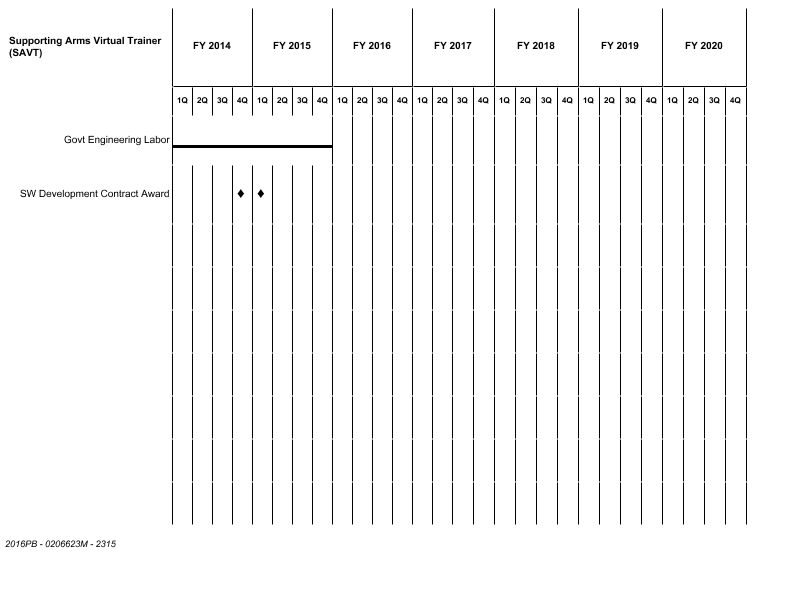 Supporting Arms Virtual Trainer
(SAVT)
FY 2014 FY 2015 FY 2016 FY 2017 FY 2018 FY 2019 FY 2020
1Q 2Q 3Q 4Q 1Q 2Q 3Q 4Q 1Q 2Q 3Q 4Q 1Q 2Q 3Q 4Q 1Q 2Q 3Q 4Q 1Q 2Q 3Q 4Q 1Q 2Q 3Q 4Q
Govt Engineering Labor
SW Development Contract Award
2016PB - 0206623M - 2315